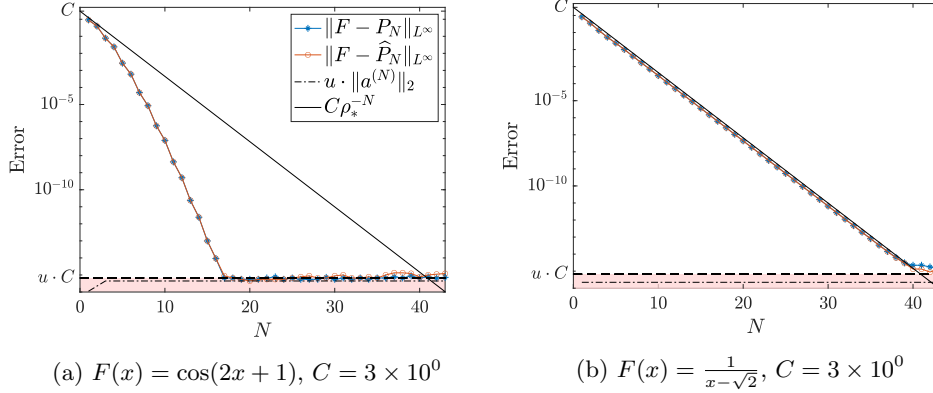 C
10^{-5}
10^{-10}
u · C
Error
0 10 20 30 40
N
‖F − P_N‖_{L^∞}
‖F − \widehat{P}_N‖_{L^∞}
u · ‖a^{(N)}‖_2
Cρ_*^{-N}
(a) F(x) = cos(2x + 1), C = 3 × 10^0
C
10^{-5}
10^{-10}
u · C
Error
0 10 20 30 40
N
(b) F(x) = \frac{1}{x−√2}, C = 3 × 10^0